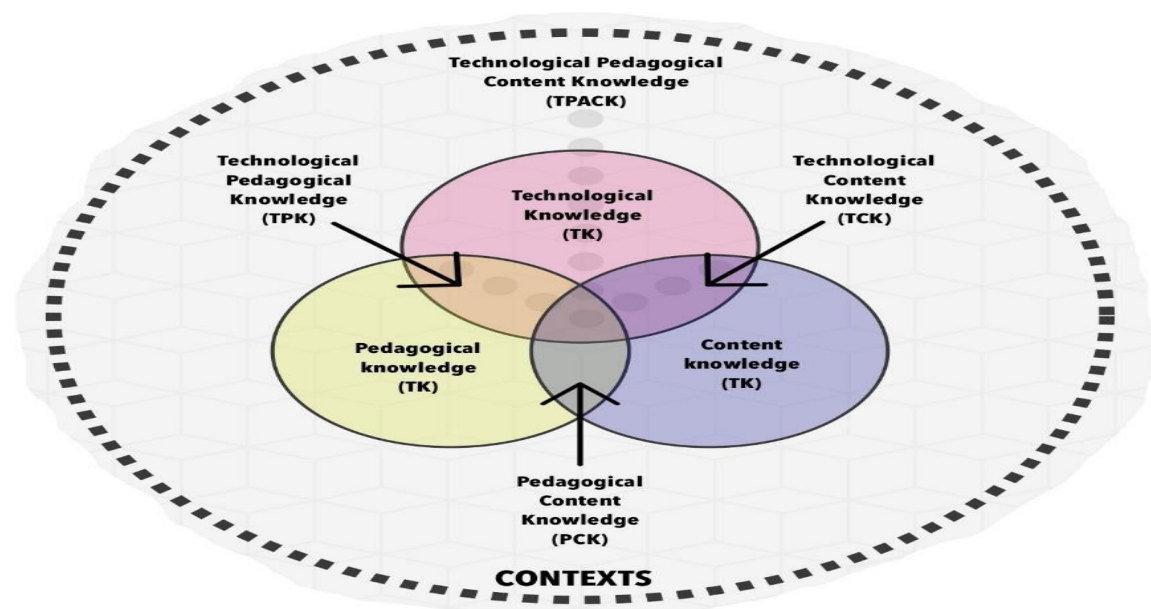 Technological Pedagogical
Content Knowledge
(TPACK)
Technological
Pedagogical
Knowledge
(TPK)
Technological
Knowledge
(TK)
Technological
Content
Knowledge
(TCK)
Pedagogical
knowledge
(TK)
Content
knowledge
(TK)
Pedagogical
Content
Knowledge
(PCK)
CONTEXTS